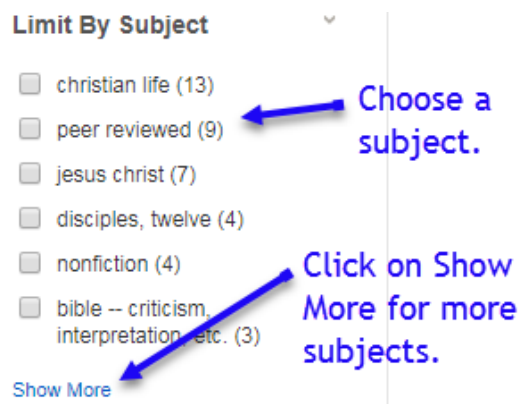 Limit By Subject
christian life (13)
peer reviewed (9)
jesus christ (7)
disciples, twelve (4)
nonfiction (4)
bible -- criticism,
interpretation, etc. (3)
Show More
Choose a
subject.
Click on Show
More for more
subjects.